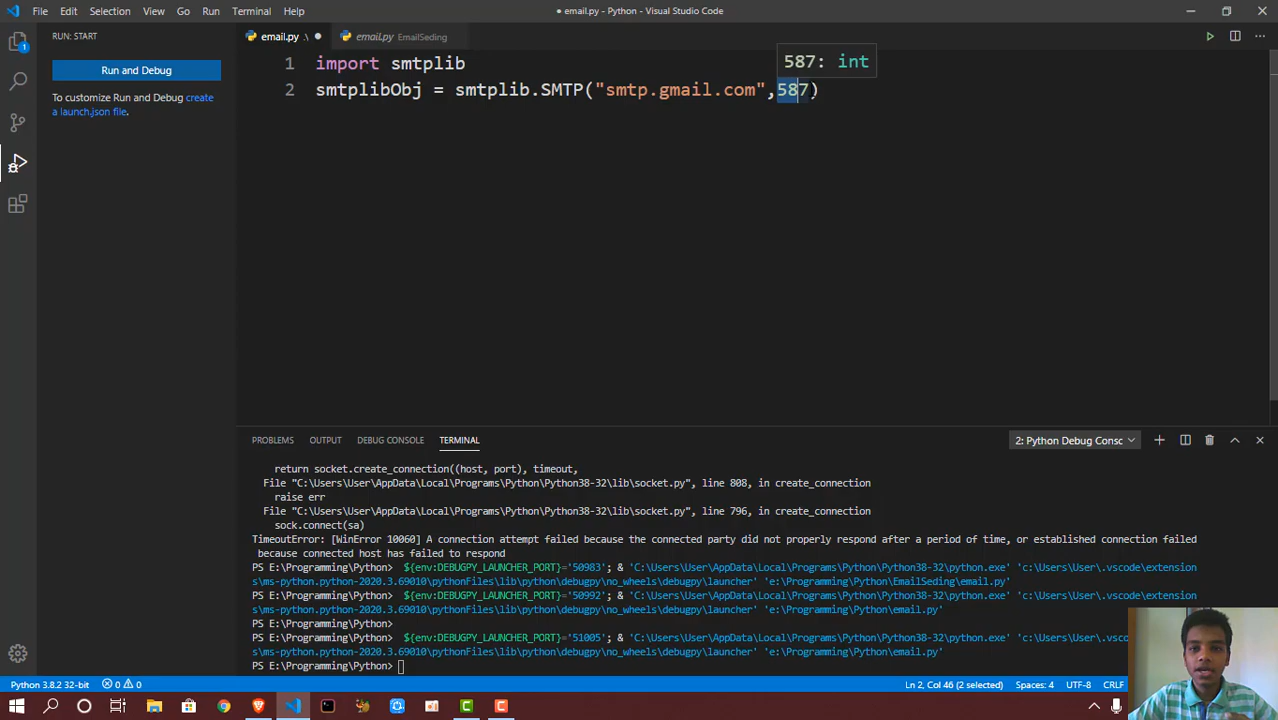 File Edit Selection View Go Run Terminal Help
● email.py - Python - Visual Studio Code
RUN: START
email.py .\ ●
email.py EmailSeding
1
Run and Debug
To customize Run and Debug create
a launch.json file.
587: int
1 import smtplib
2 smtplibObj = smtplib.SMTP("smtp.gmail.com",587)
PROBLEMS OUTPUT DEBUG CONSOLE TERMINAL
2: Python Debug Consc
return socket.create_connection((host, port), timeout,
File "C:\Users\User\AppData\Local\Programs\Python\Python38-32\lib\socket.py", line 808, in create_connection
raise err
File "C:\Users\User\AppData\Local\Programs\Python\Python38-32\lib\socket.py", line 796, in create_connection
sock.connect(sa)
TimeoutError: [WinError 10060] A connection attempt failed because the connected party did not properly respond after a period of time, or established connection failed
because connected host has failed to respond
PS E:\Programming\Python> ${env:DEBUGPY_LAUNCHER_PORT}='50983'; & 'C:\Users\User\AppData\Local\Programs\Python\Python38-32\python.exe' 'c:\Users\User\.vscode\extension
s\ms-python.python-2020.3.69010\pythonFiles\lib\python\debugpy\no_wheels\debugpy\launcher' 'e:\Programming\Python\EmailSeding\email.py'
PS E:\Programming\Python> ${env:DEBUGPY_LAUNCHER_PORT}='50992'; & 'C:\Users\User\AppData\Local\Programs\Python\Python38-32\python.exe' 'c:\Users\User\.vscode\extension
s\ms-python.python-2020.3.69010\pythonFiles\lib\python\debugpy\no_wheels\debugpy\launcher' 'e:\Programming\Python\email.py'
PS E:\Programming\Python>
PS E:\Programming\Python> ${env:DEBUGPY_LAUNCHER_PORT}='51005'; & 'C:\Users\User\AppData\Local\Programs\Python\Python38-32\python.exe' 'c:\Users\User\.vsco
s\ms-python.python-2020.3.69010\pythonFiles\lib\python\debugpy\no_wheels\debugpy\launcher' 'e:\Programming\Python\email.py'
PS E:\Programming\Python>
Python 3.8.2 32-bit 0 0 Ln 2, Col 46 (2 selected) Spaces: 4 UTF-8 CRLF